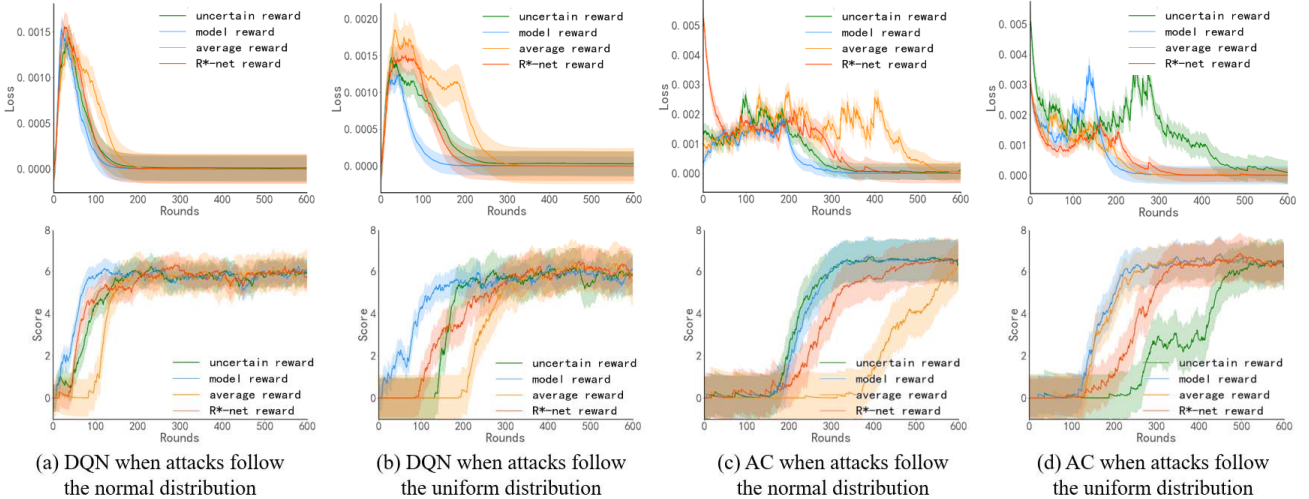 uncertain reward
model reward
average reward
R*-net reward
0.0015
0.0010
0.0005
0.0000
Loss
0 100 200 300 400 500 600
Rounds
uncertain reward
model reward
average reward
R*-net reward
0.0020
0.0015
0.0010
0.0005
0.0000
Loss
0 100 200 300 400 500 600
Rounds
uncertain reward
model reward
average reward
R*-net reward
0.005
0.004
0.003
0.002
0.001
0.000
Loss
0 100 200 300 400 500 600
Rounds
uncertain reward
model reward
average reward
R*-net reward
0.005
0.004
0.003
0.002
0.001
0.000
Loss
0 100 200 300 400 500 600
Rounds
8
6
4
2
0
Score
uncertain reward
model reward
average reward
R*-net reward
0 100 200 300 400 500 600
Rounds
8
6
4
2
0
Score
uncertain reward
model reward
average reward
R*-net reward
0 100 200 300 400 500 600
Rounds
8
6
4
2
0
Score
uncertain reward
model reward
average reward
R*-net reward
0 100 200 300 400 500 600
Rounds
8
6
4
2
0
Score
uncertain reward
model reward
average reward
R*-net reward
0 100 200 300 400 500 600
Rounds
(a) DQN when attacks follow
the normal distribution
(b) DQN when attacks follow
the uniform distribution
(c) AC when attacks follow
the normal distribution
(d) AC when attacks follow
the uniform distribution